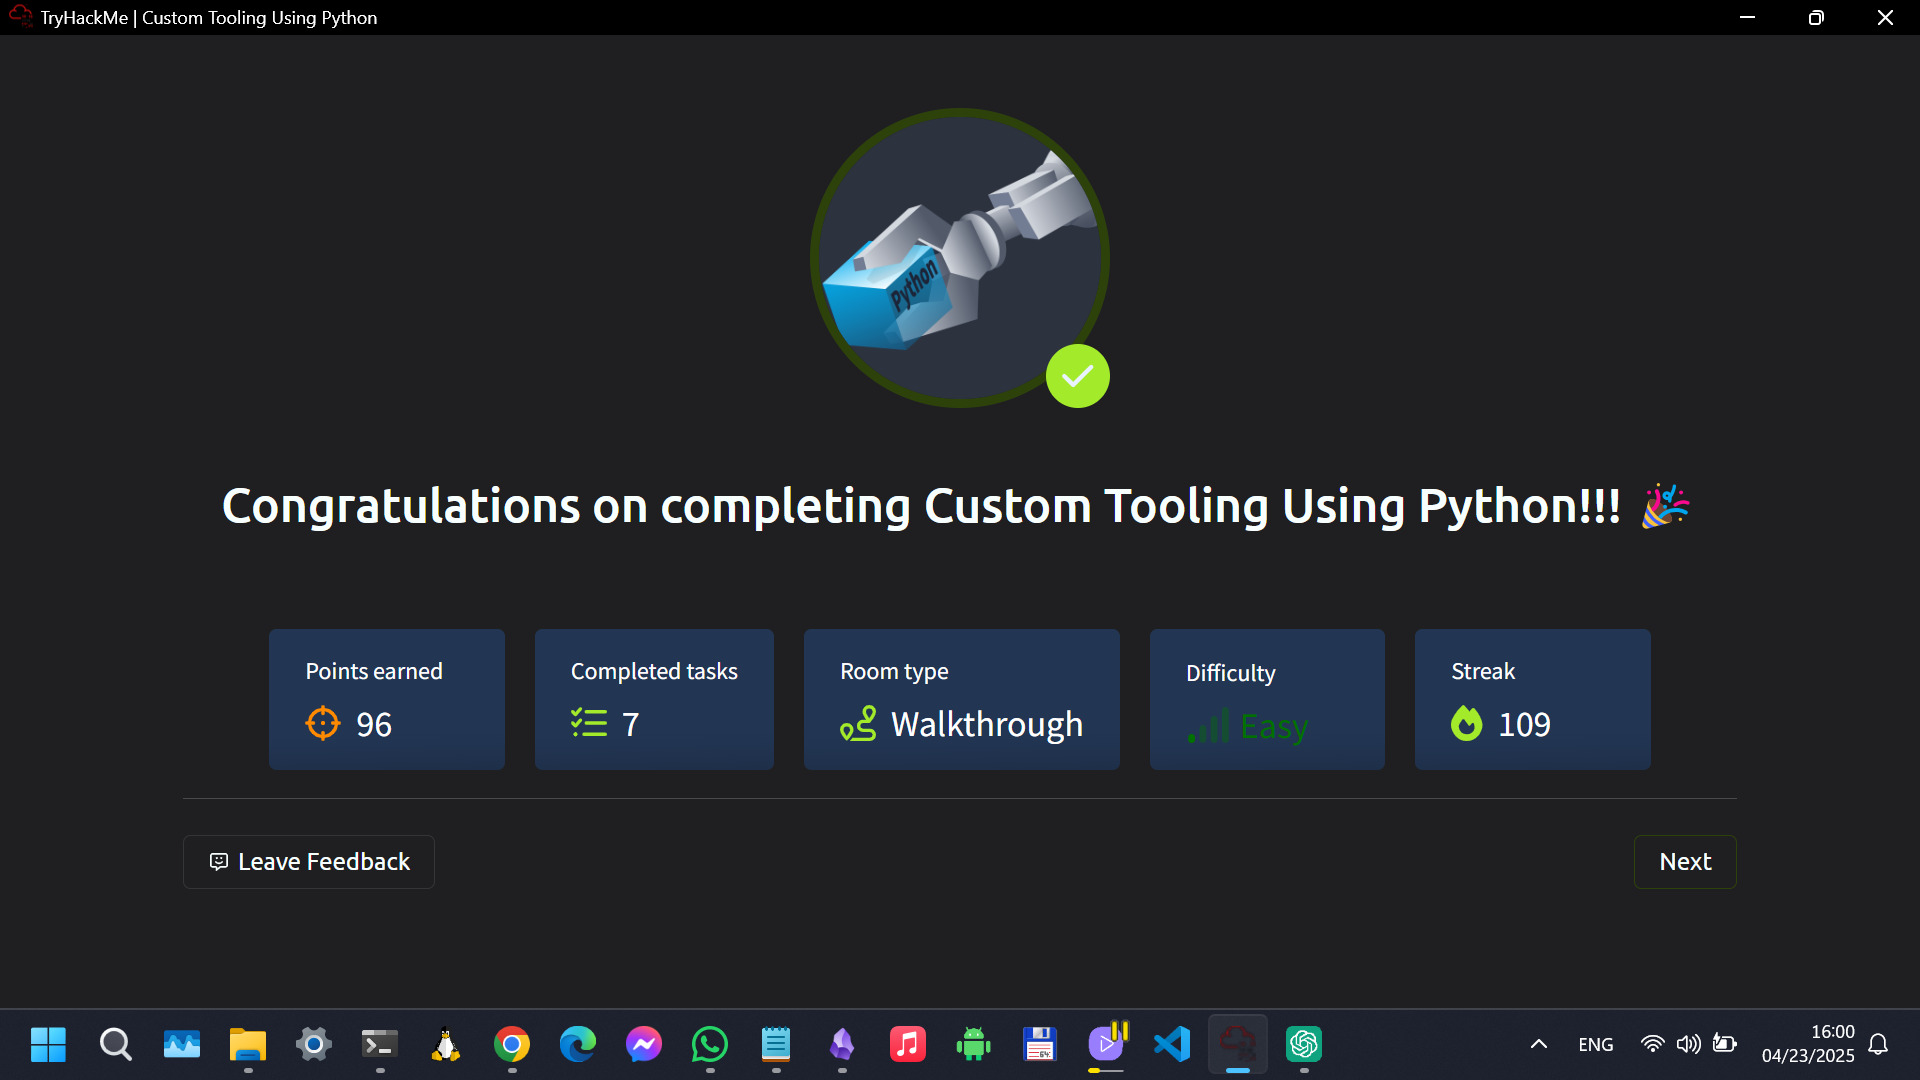 TryHackMe | Custom Tooling Using Python
Python
Congratulations on completing Custom Tooling Using Python!!! 🎉
Points earned
96
Completed tasks
7
Room type
Walkthrough
Difficulty
Easy
Streak
109
Leave Feedback
Next
64
ENG
16:00
04/23/2025